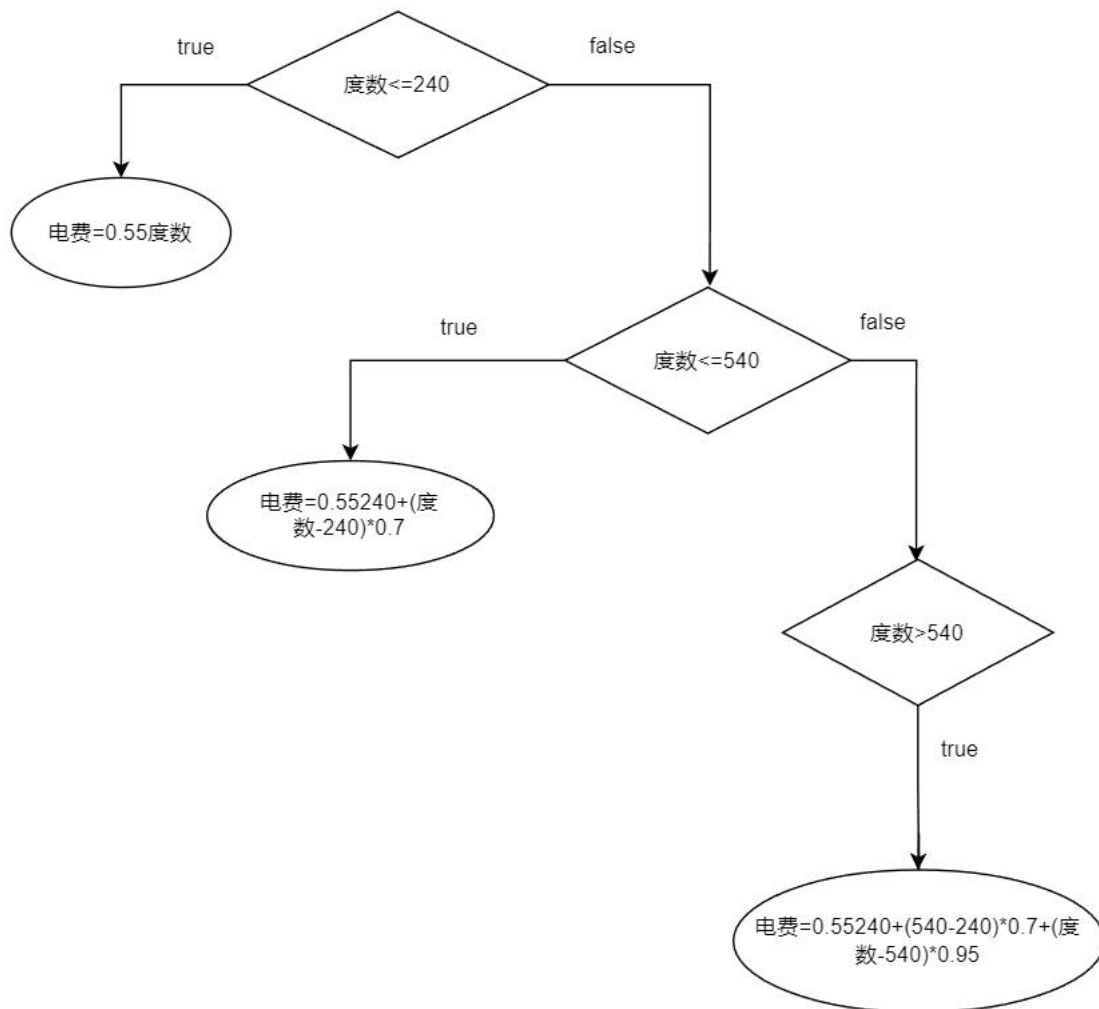 true
false
度数<=240
电费=0.55度数
true
false
度数<=540
电费=0.55240+(度
数-240)*0.7
度数>540
true
电费=0.55240+(540-240)*0.7+(度
数-540)*0.95